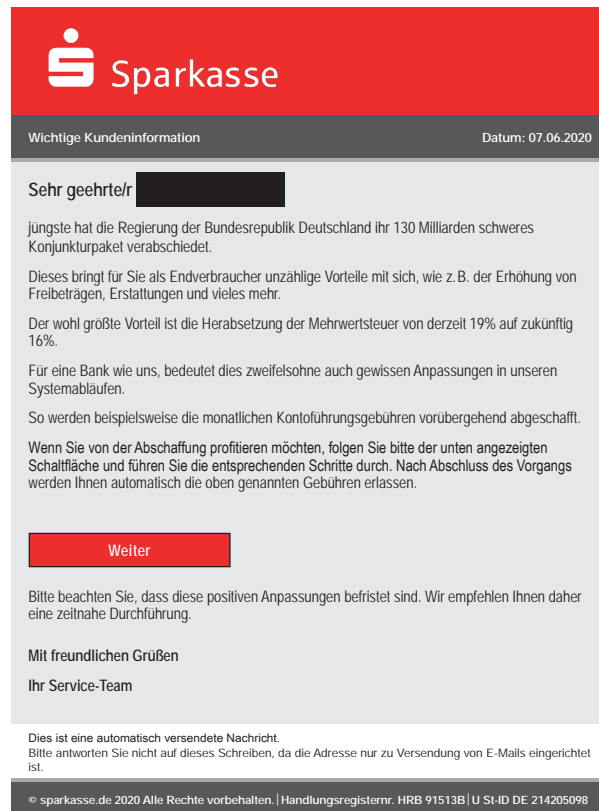 Sparkasse
Wichtige Kundeninformation Datum: 07.06.2020
Sehr geehrte/r
jüngste hat die Regierung der Bundesrepublik Deutschland ihr 130 Milliarden schweres
Konjunkturpaket verabschiedet.
Dieses bringt für Sie als Endverbraucher unzählige Vorteile mit sich, wie z.B. der Erhöhung von
Freibeträgen, Erstattungen und vieles mehr.
Der wohl größte Vorteil ist die Herabsetzung der Mehrwertsteuer von derzeit 19% auf zukünftig
16%.
Für eine Bank wie uns, bedeutet dies zweifelsohne auch gewissen Anpassungen in unseren
Systemabläufen.
So werden beispielsweise die monatlichen Kontoführungsgebühren vorübergehend abgeschafft.
Wenn Sie von der Abschaffung profitieren möchten, folgen Sie bitte der unten angezeigten
Schaltfläche und führen Sie die entsprechenden Schritte durch. Nach Abschluss des Vorgangs
werden Ihnen automatisch die oben genannten Gebühren erlassen.
Weiter
Bitte beachten Sie, dass diese positiven Anpassungen befristet sind. Wir empfehlen Ihnen daher
eine zeitnahe Durchführung.
Mit freundlichen Grüßen
Ihr Service-Team
Dies ist eine automatisch versendete Nachricht.
Bitte antworten Sie nicht auf dieses Schreiben, da die Adresse nur zu Versendung von E-Mails eingerichtet
ist.
© sparkasse.de 2020 Alle Rechte vorbehalten.|Handlungsregisternr. HRB 91513B|U St-ID DE 214205098